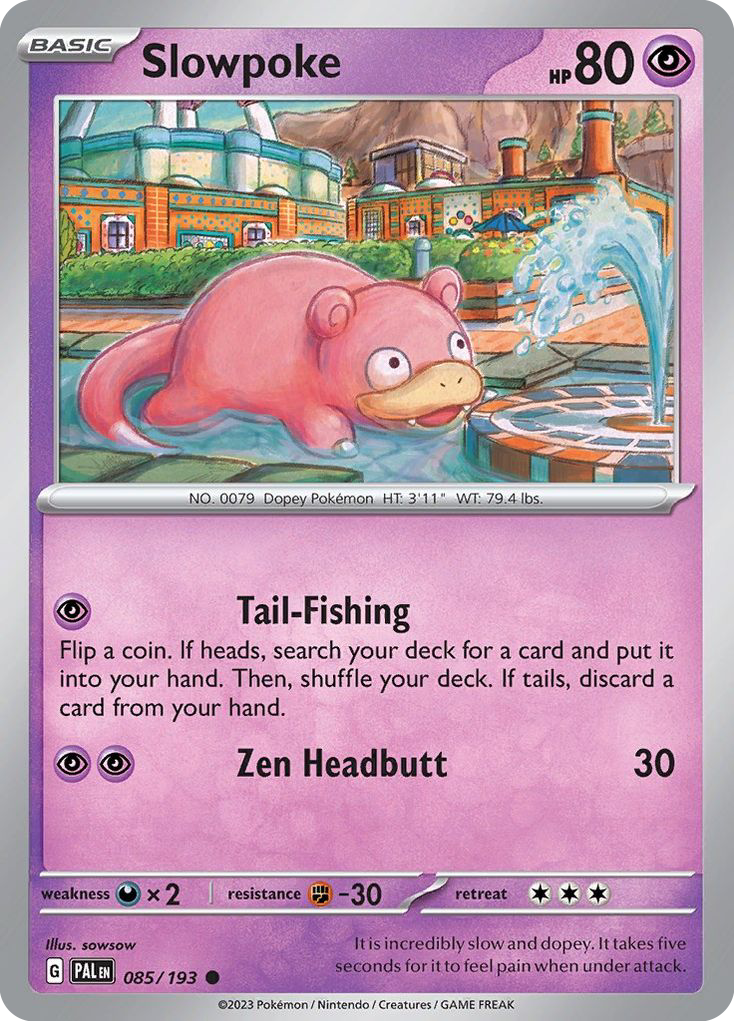 BASIC
Slowpoke
HP 80
NO. 0079 Dopey Pokémon HT: 3'11" WT: 79.4 lbs.
Tail-Fishing
Flip a coin. If heads, search your deck for a card and put it
into your hand. Then, shuffle your deck. If tails, discard a
card from your hand.
Zen Headbutt 30
weakness ×2 resistance -30 retreat
Illus. sowsow
It is incredibly slow and dopey. It takes five
seconds for it to feel pain when under attack.
G PAL EN 085/193
©2023 Pokémon / Nintendo / Creatures / GAME FREAK